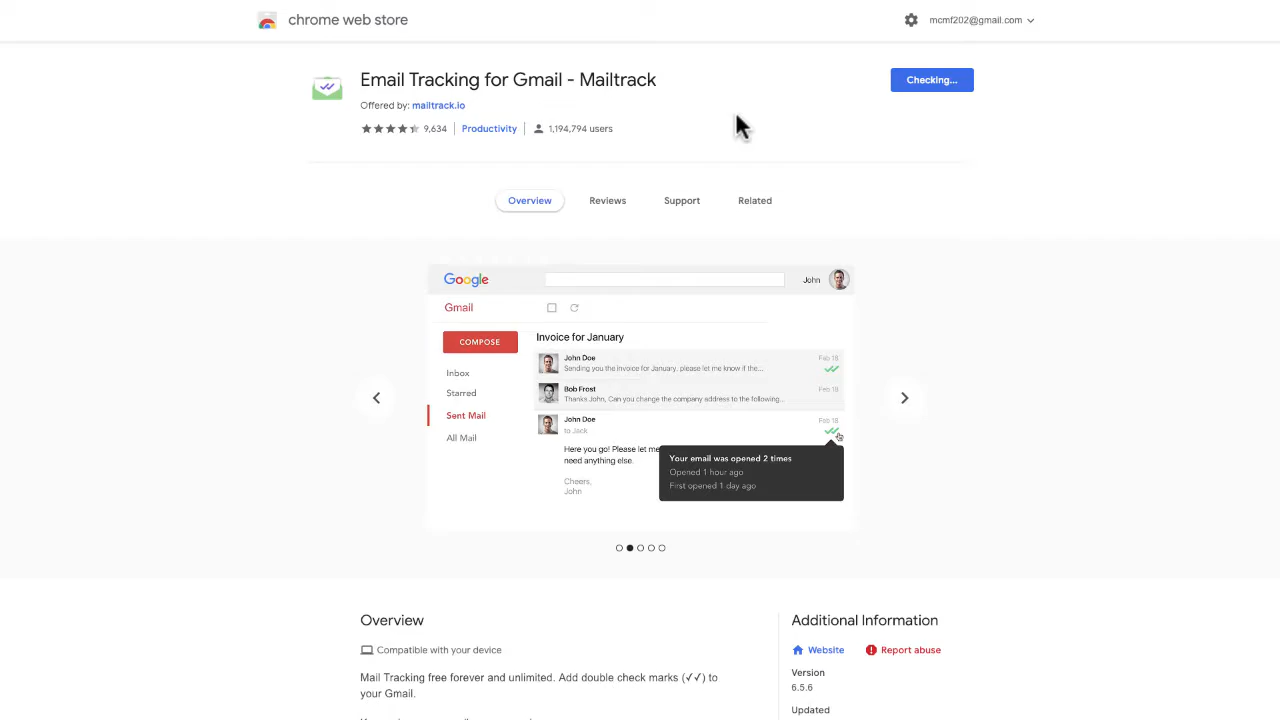 chrome web store
mcmf202@gmail.com
Email Tracking for Gmail - Mailtrack
Checking...
Offered by: mailtrack.io
9,634
Productivity
1,194,794 users
Overview
Reviews
Support
Related
Google
John
Gmail
COMPOSE
Invoice for January
John Doe
Feb 18
Sending you the invoice for January, please let me know if the...
Inbox
Bob Frost
Feb 18
Starred
Thanks John, Can you change the company address to the following...
Sent Mail
John Doe
Feb 18
to Jack
All Mail
Here you go! Please let me
need anything else.
Your email was opened 2 times
Opened 1 hour ago
First opened 1 day ago
Cheers,
John
Overview
Additional Information
Compatible with your device
Website
Report abuse
Version
6.5.6
Mail Tracking free forever and unlimited. Add double check marks (✓✓) to
your Gmail.
Updated